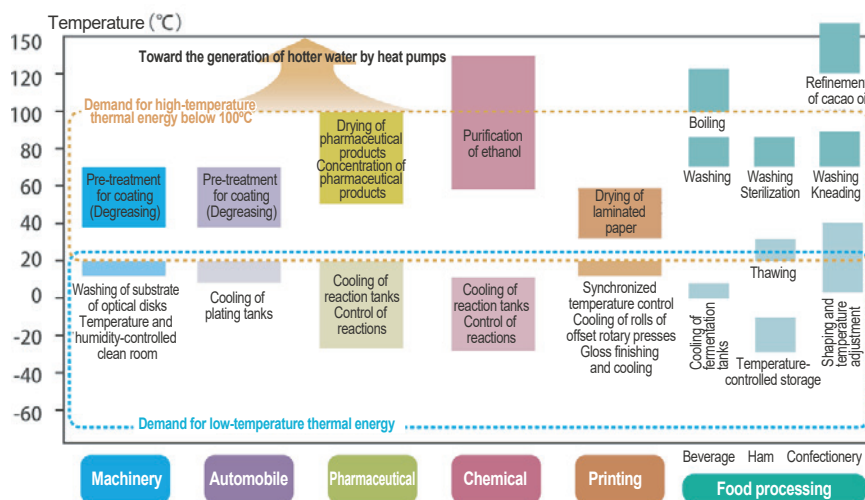 Temperature (℃)
150
120
100
80
60
40
20
0
-20
-40
-60
Toward the generation of hotter water by heat pumps
Demand for high-temperature
thermal energy below 100ºC
Pre-treatment
for coating
(Degreasing)
Pre-treatment
for coating
(Degreasing)
Drying of
pharmaceutical
products
Concentration of
pharmaceutical
products
Purification
of ethanol
Drying of
laminated
paper
Boiling
Washing
Washing
Sterilization
Refinement
of cacao oil
Washing
Kneading
Washing of substrate
of optical disks
Temperature and
humidity-controlled
clean room
Cooling of
plating tanks
Cooling of
reaction tanks
Control of
reactions
Cooling of
reaction tanks
Control of
reactions
Synchronized
temperature control
Cooling of rolls of
offset rotary presses
Gloss finishing
and cooling
Cooling of
fermentation
tanks
Thawing
Temperature-
controlled storage
Shaping and
temperature
adjustment
Demand for low-temperature thermal energy
Beverage Ham Confectionery
Machinery
Automobile
Pharmaceutical
Chemical
Printing
Food processing